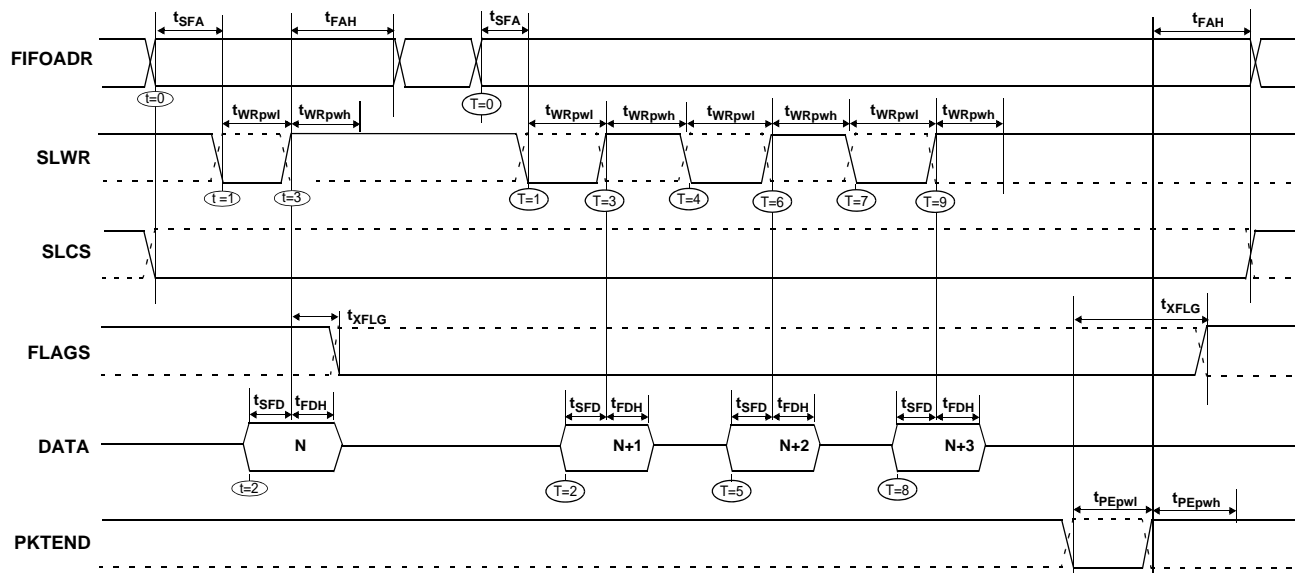 tSFA tFAH tSFA tFAH
FIFOADR
t=0 T=0
tWRpwl tWRpwh tWRpwl tWRpwh tWRpwl tWRpwh tWRpwl tWRpwh
SLWR
t =1 t=3 T=1 T=3 T=4 T=6 T=7 T=9
SLCS
tXFLG tXFLG
FLAGS
tSFD tFDH tSFD tFDH tSFD tFDH tSFD tFDH
DATA N N+1 N+2 N+3
t=2 T=2 T=5 T=8
tPEpwl tPEpwh
PKTEND